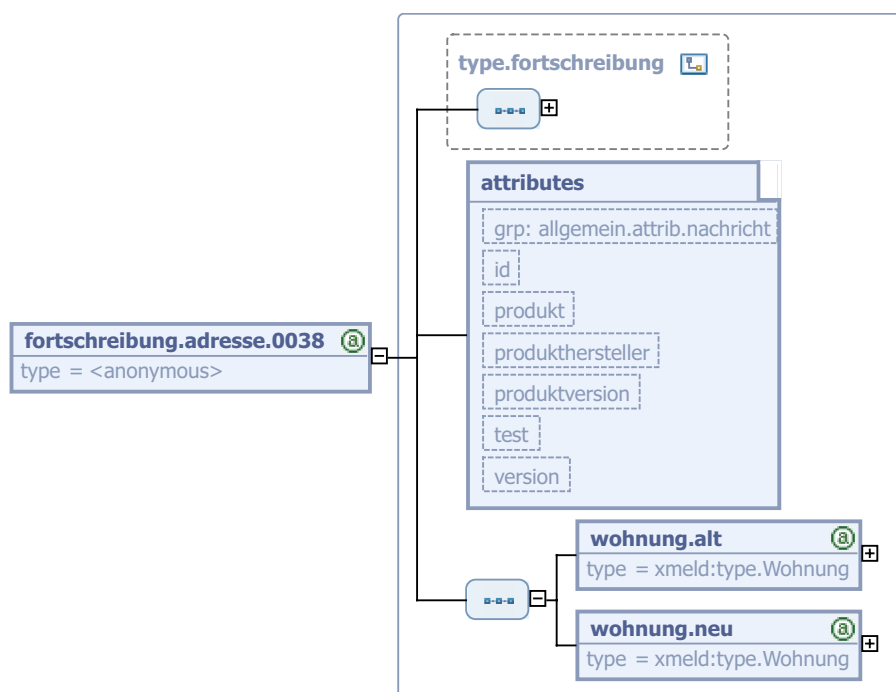 type.fortschreibung
attributes
grp: allgemein.attrib.nachricht
id
produkt
produkthersteller
produktversion
test
version
fortschreibung.adresse.0038 a
type = <anonymous>
wohnung.alt a
type = xmeld:type.Wohnung
wohnung.neu a
type = xmeld:type.Wohnung